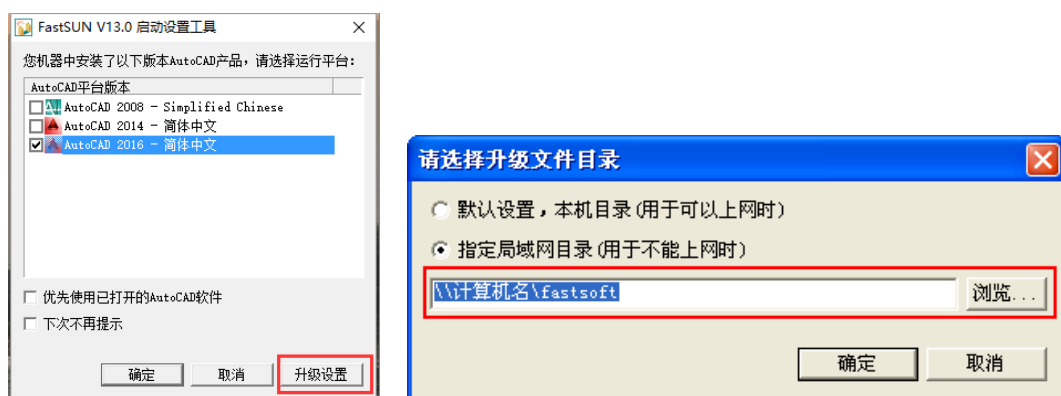 FastSUN V13.0 启动设置工具
您机器中安装了以下版本AutoCAD产品，请选择运行平台：
AutoCAD平台版本
AutoCAD 2008 - Simplified Chinese
AutoCAD 2014 - 简体中文
AutoCAD 2016 - 简体中文
优先使用已打开的AutoCAD软件
下次不再提示
确定 取消 升级设置
请选择升级文件目录
默认设置，本机目录(用于可以上网时)
指定局域网目录(用于不能上网时)
\\计算机名\fastsoft 浏览...
确定 取消